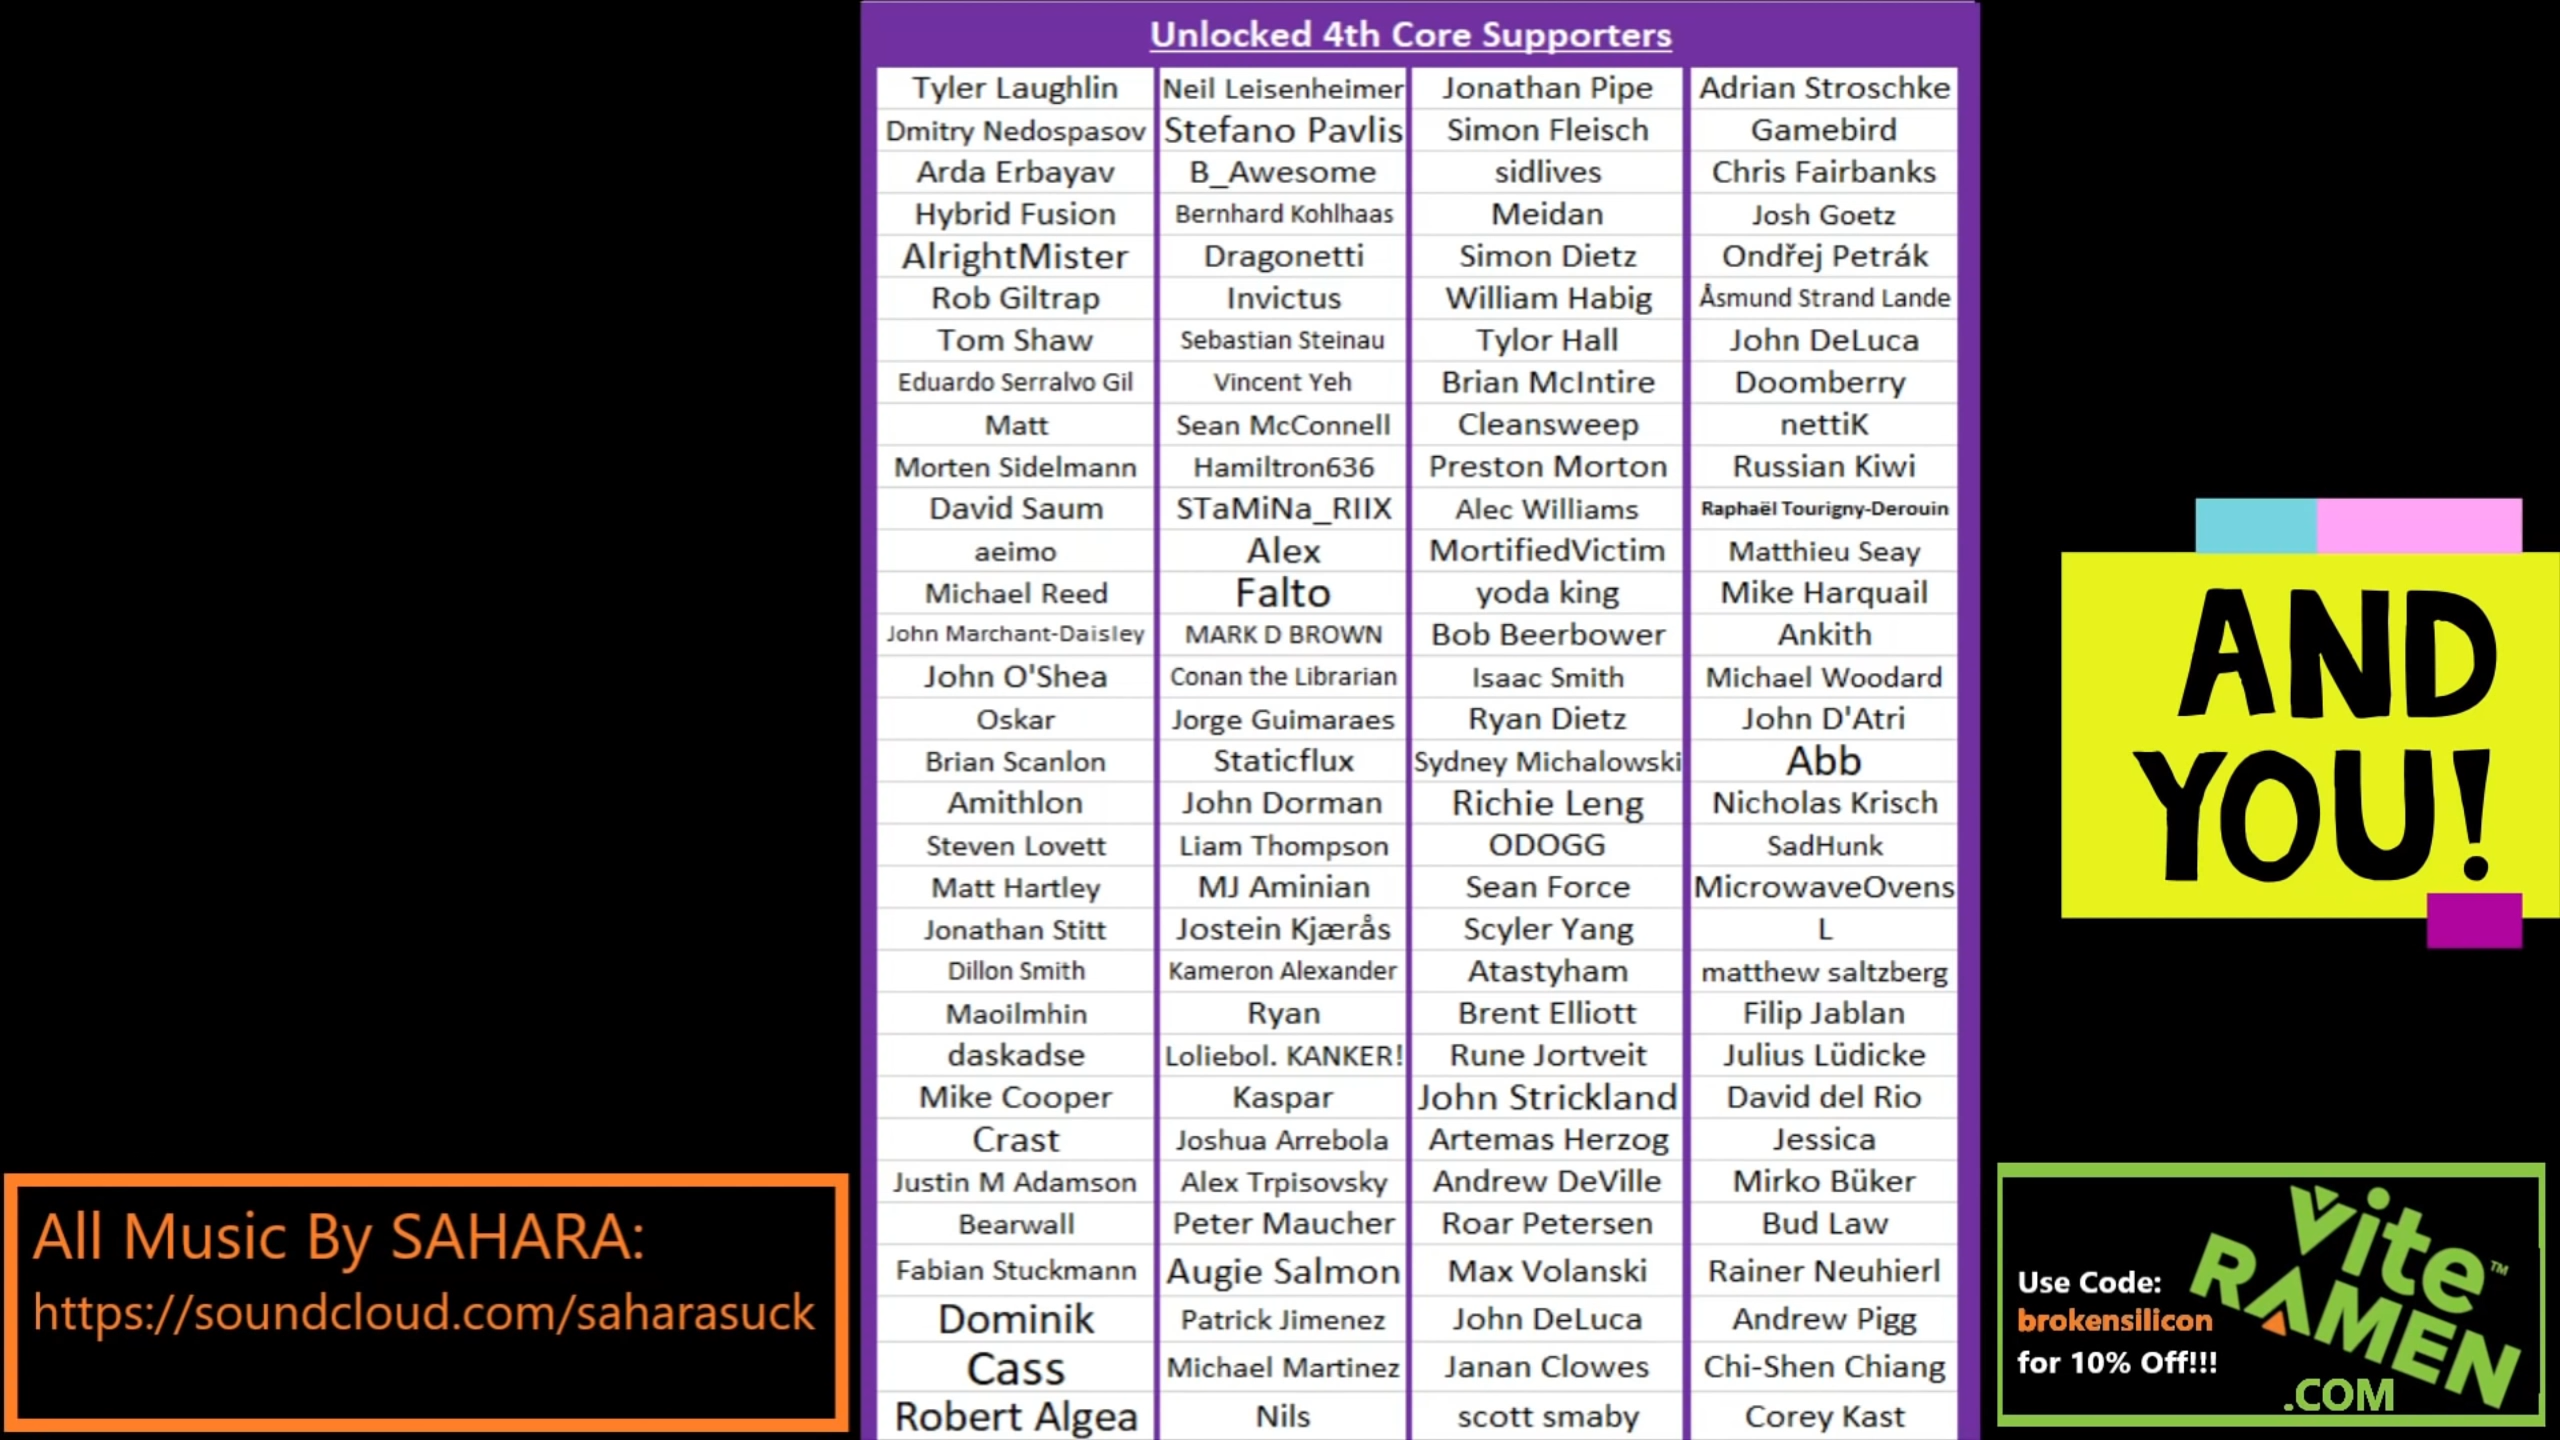 Unlocked 4th Core Supporters
Tyler Laughlin Neil Leisenheimer Jonathan Pipe Adrian Stroschke
Dmitry Nedospasov Stefano Pavlis Simon Fleisch Gamebird
Arda Erbayav B_Awesome sidlives Chris Fairbanks
Hybrid Fusion Bernhard Kohlhaas Meidan Josh Goetz
AlrightMister Dragonetti Simon Dietz Ondřej Petrák
Rob Giltrap Invictus William Habig Åsmund Strand Lande
Tom Shaw Sebastian Steinau Tylor Hall John DeLuca
Eduardo Serralvo Gil Vincent Yeh Brian McIntire Doomberry
Matt Sean McConnell Cleansweep nettiK
Morten Sidelmann Hamiltron636 Preston Morton Russian Kiwi
David Saum STaMiNa_RIIX Alec Williams Raphaël Tourigny-Derouin
aeimo Alex MortifiedVictim Matthieu Seay
Michael Reed Falto yoda king Mike Harquail
John Marchant-Daisley MARK D BROWN Bob Beerbower Ankith
John O'Shea Conan the Librarian Isaac Smith Michael Woodard
Oskar Jorge Guimaraes Ryan Dietz John D'Atri
Brian Scanlon Staticflux Sydney Michalowski Abb
Amithlon John Dorman Richie Leng Nicholas Krisch
Steven Lovett Liam Thompson ODOGG SadHunk
Matt Hartley MJ Aminian Sean Force MicrowaveOvens
Jonathan Stitt Jostein Kjærås Scyler Yang L
Dillon Smith Kameron Alexander Atastyham matthew saltzberg
Maoilmhin Ryan Brent Elliott Filip Jablan
daskadse Loliebol. KANKER! Rune Jortveit Julius Lüdicke
Mike Cooper Kaspar John Strickland David del Rio
Crast Joshua Arrebola Artemas Herzog Jessica
Justin M Adamson Alex Trpisovsky Andrew DeVille Mirko Büker
Bearwall Peter Maucher Roar Petersen Bud Law
Fabian Stuckmann Augie Salmon Max Volanski Rainer Neuhierl
Dominik Patrick Jimenez John DeLuca Andrew Pigg
Cass Michael Martinez Janan Clowes Chi-Shen Chiang
Robert Algea Nils scott smaby Corey Kast
AND
YOU!
All Music By SAHARA:
https://soundcloud.com/saharasuck
Use Code:
brokensilicon
for 10% Off!!!
Vite™
RAMEN
.COM